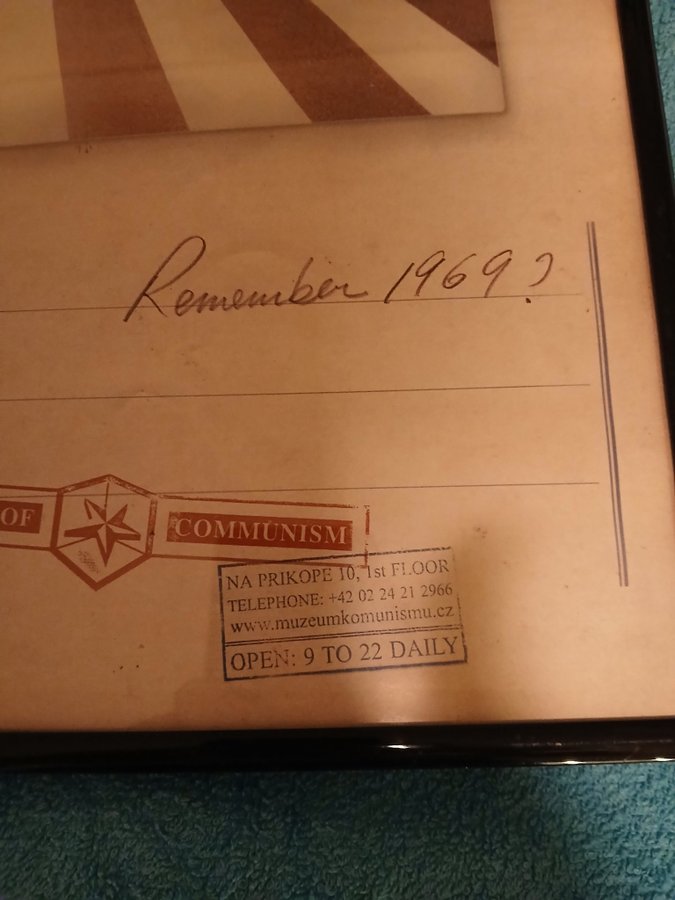 Remember 1969?
OF COMMUNISM
NA PRIKOPE 10, 1st FLOOR
TELEPHONE: +42 02 24 21 2966
www.muzeumkomunismu.cz
OPEN: 9 TO 22 DAILY